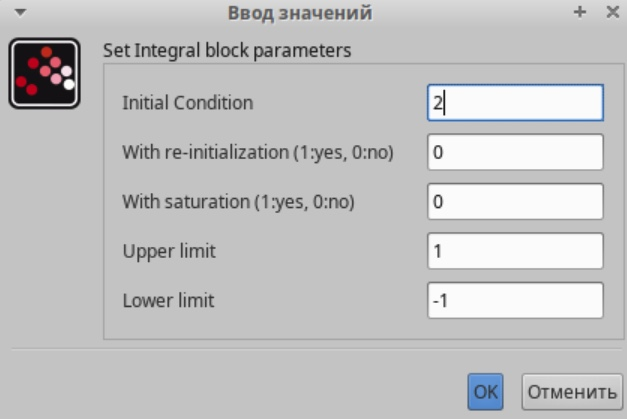 Ввод значений
Set Integral block parameters
Initial Condition 2
With re-initialization (1:yes, 0:no) 0
With saturation (1:yes, 0:no) 0
Upper limit 1
Lower limit -1
OK Отменить